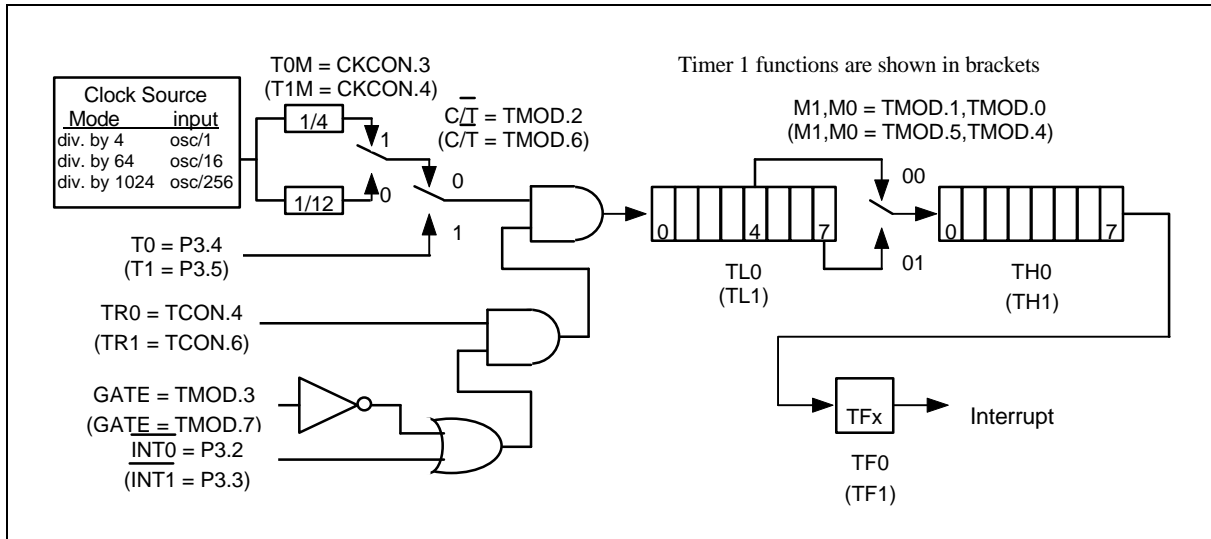 T0M = CKCON.3
(T1M = CKCON.4)
Timer 1 functions are shown in brackets
Clock Source
Mode input
div. by 4 osc/1
div. by 64 osc/16
div. by 1024 osc/256
1/4
1
1/12
0
C/T̅ = TMOD.2
(C/T̅ = TMOD.6)
0
1
M1,M0 = TMOD.1,TMOD.0
(M1,M0 = TMOD.5,TMOD.4)
00
01
0 4 7
TL0
(TL1)
0 7
TH0
(TH1)
T0 = P3.4
(T1 = P3.5)
TR0 = TCON.4
(TR1 = TCON.6)
GATE = TMOD.3
(GATE = TMOD.7)
I̅N̅T̅0̅ = P3.2
(I̅N̅T̅1̅ = P3.3)
TFx
Interrupt
TF0
(TF1)